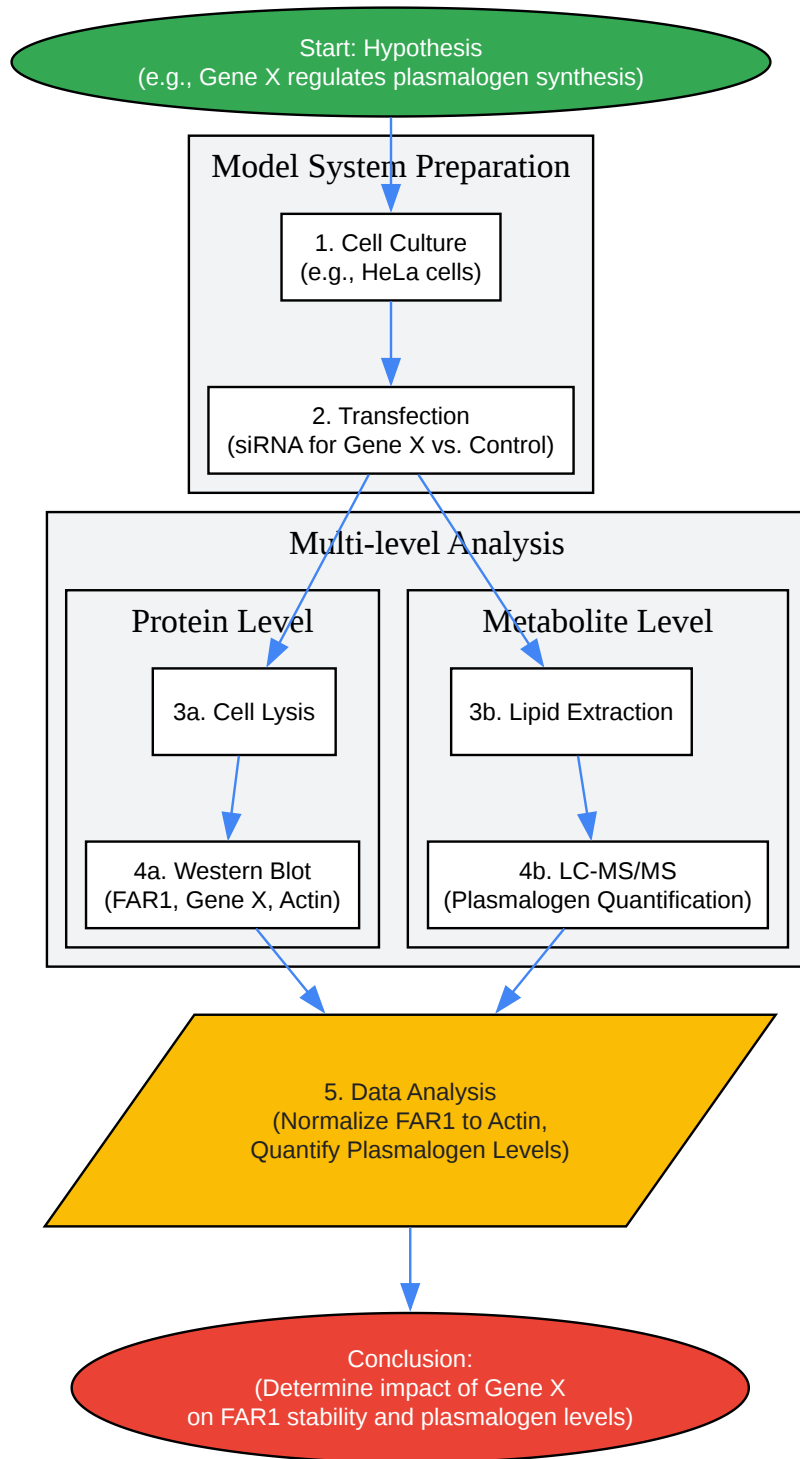 Start: Hypothesis
(e.g., Gene X regulates plasmalogen synthesis)
Model System Preparation
1. Cell Culture
(e.g., HeLa cells)
2. Transfection
(siRNA for Gene X vs. Control)
Multi-level Analysis
Protein Level
3a. Cell Lysis
4a. Western Blot
(FAR1, Gene X, Actin)
Metabolite Level
3b. Lipid Extraction
4b. LC-MS/MS
(Plasmalogen Quantification)
5. Data Analysis
(Normalize FAR1 to Actin,
Quantify Plasmalogen Levels)
Conclusion:
(Determine impact of Gene X
on FAR1 stability and plasmalogen levels)